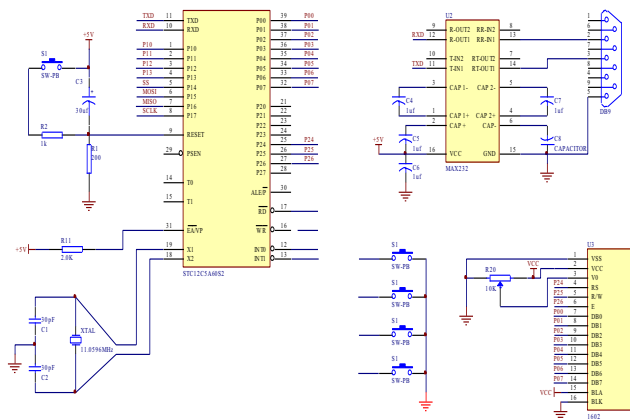 +5V
S1
SW-PB
C3
30uf
R2
1k
R1
200
TXD 11 TXD P00 39 P00
RXD 10 RXD P01 38 P01
P02 37 P02
P10 1 P10 P03 36 P03
P11 2 P11 P04 35 P04
P12 3 P12 P05 34 P05
P13 4 P13 P06 33 P06
SS 5 P14 P07 32 P07
MOSI 6 P15
MISO 7 P16 P20 21
SCLK 8 P17 P21 22
P22 23
9 RESET P23 24
P24 25 P24
29 PSEN P25 26 P25
P26 27 P26
P27 28
14 T0
ALE/P 30
15 T1
RD 17
31 EA/VP WR 16
19 X1 INT0 12
18 X2 INT1 13
STC12C5A60S2
+5V
R11
2.0K
30pF
C1
30pF
C2
XTAL
11.0596MHz
U2
9 R-OUT2 RR-IN2 8
RXD 12 R-OUT1 RR-IN1 13
10 T-IN2 RT-OUT2 7
TXD 11 T-IN1 RT-OUT1 14
3 CAP 1- CAP 2- 5
1 CAP 1+ CAP 2+ 4
2 CAP + CAP- 6
16 VCC GND 15
MAX232
C4
1uf
C5
1uf
C6
1uf
+5V
C7
1uf
C8
CAPACITOR
1
6
2
7
3
8
4
9
5
DB9
S1
SW-PB
S1
SW-PB
S1
SW-PB
S1
SW-PB
R20
10K
VCC
U3
1 VSS
2 VCC
3 V0
P24 4 RS
P25 5 R/W
P26 6 E
P00 7 DB0
P01 8 DB1
P02 9 DB2
P03 10 DB3
P04 11 DB4
P05 12 DB5
P06 13 DB6
P07 14 DB7
VCC 15 BLA
16 BLK
1602